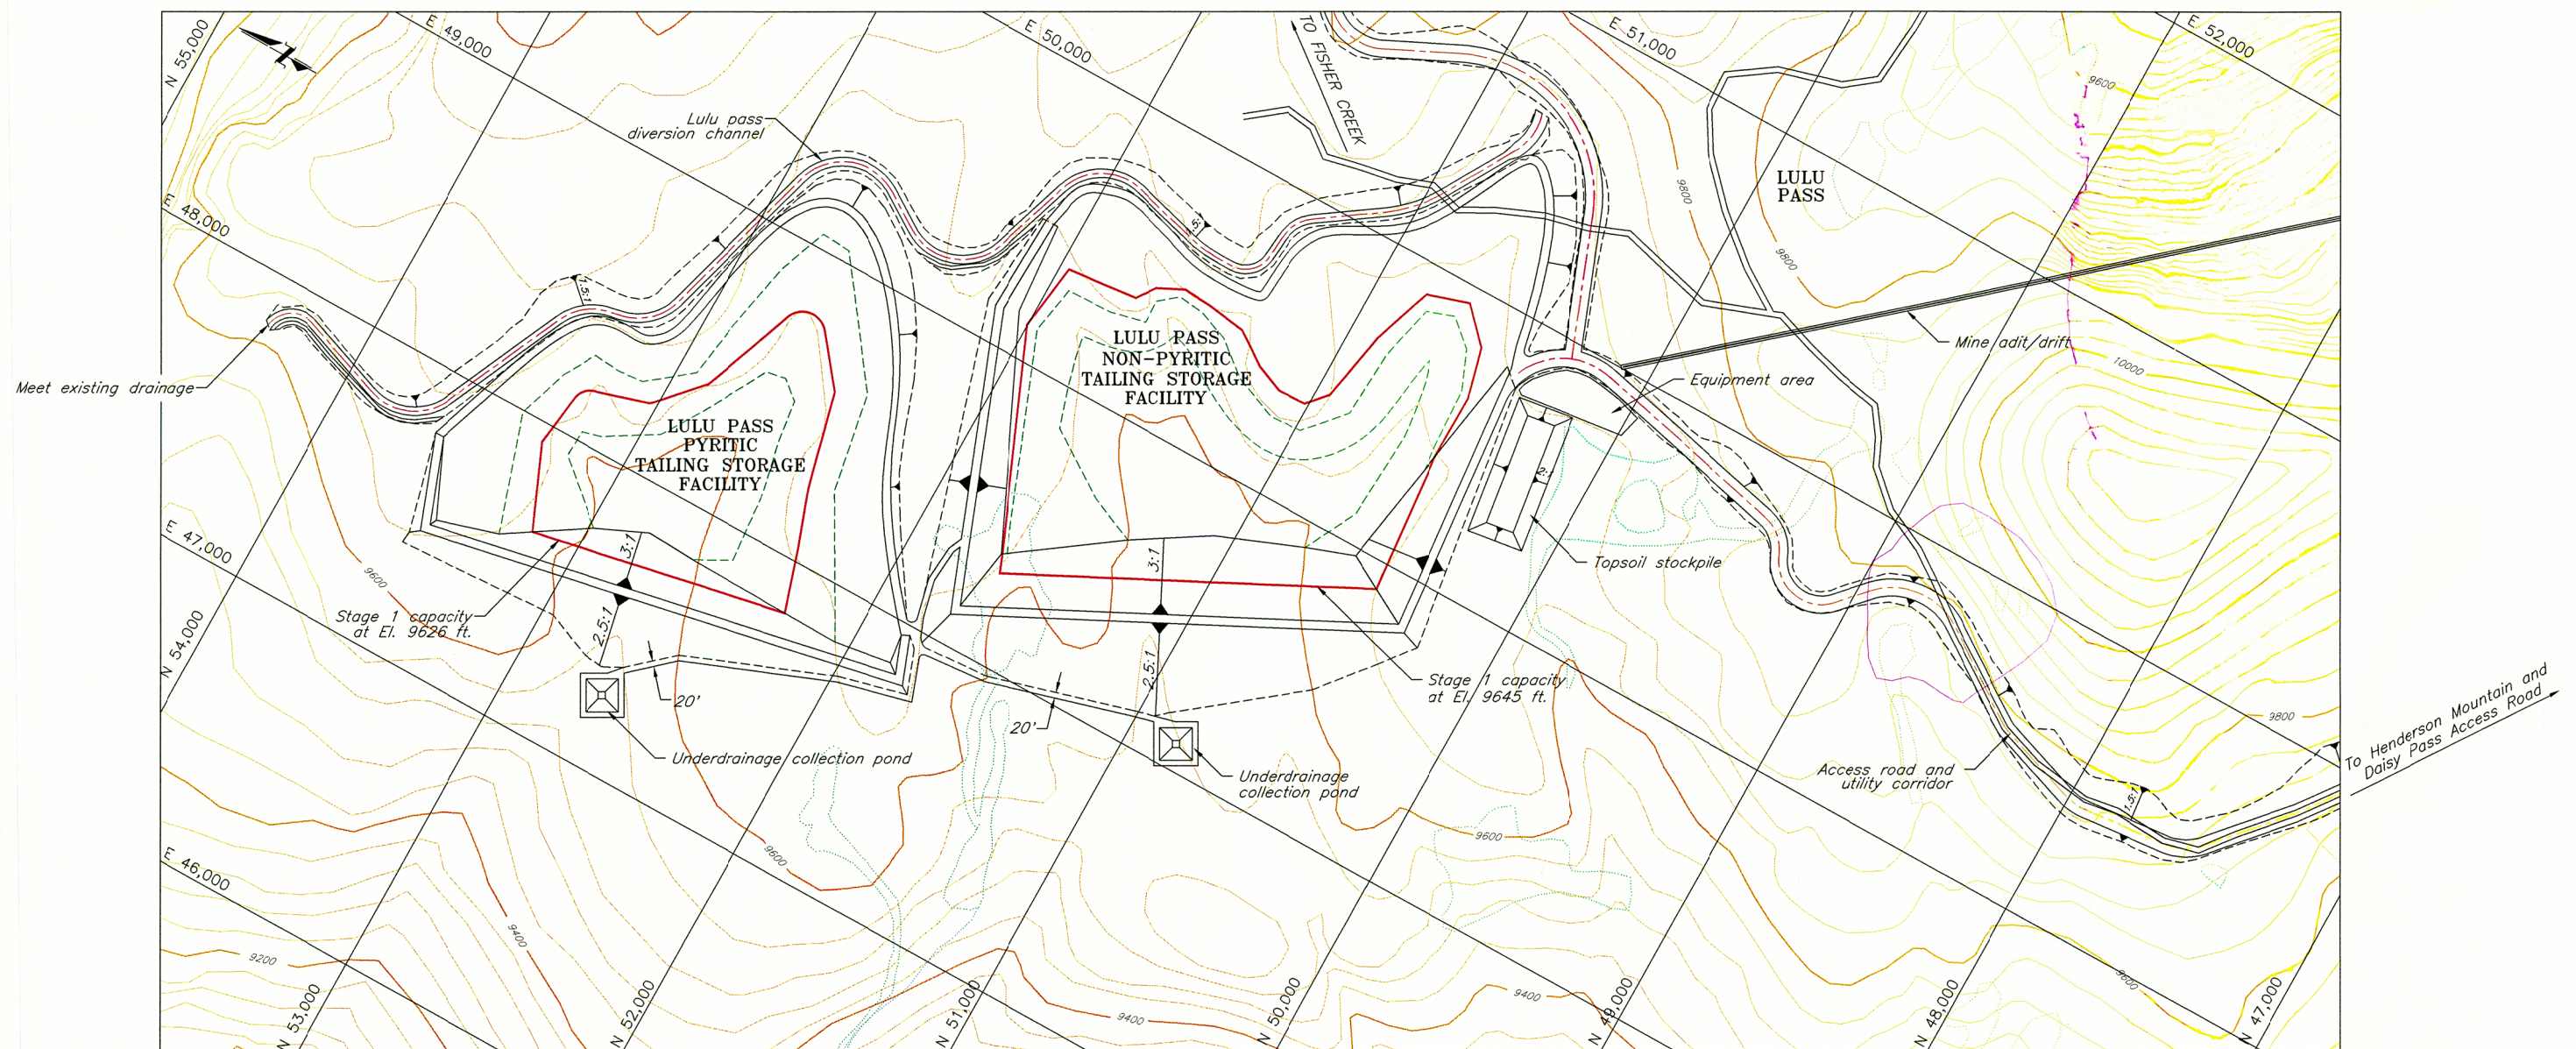 N 55,000
N
E 49,000
E 50,000
TO FISHER CREEK
E 51,000
E 52,000
9600
Lulu pass
diversion channel
LULU
PASS
9800
9800
E 48,000
5:1
1.5:1
Meet existing drainage
LULU PASS
NON-PYRITIC
TAILING STORAGE
FACILITY
Mine adit/drift
10000
Equipment area
LULU PASS
PYRITIC
TAILING STORAGE
FACILITY
2:1
E 47,000
3:1
3:1
Topsoil stockpile
9600
Stage 1 capacity
at El. 9626 ft.
2.5:1
N 54,000
2.5:1
Stage 1 capacity
at El. 9645 ft.
20'
20'
9800
To Henderson Mountain and
Daisy Pass Access Road
Underdrainage collection pond
Underdrainage
collection pond
Access road and
utility corridor
1.5:1
9600
9600
E 46,000
9400
9200
9600
9400
9400
N 53,000
N 52,000
N 51,000
N 50,000
N 49,000
N 48,000
N 47,000